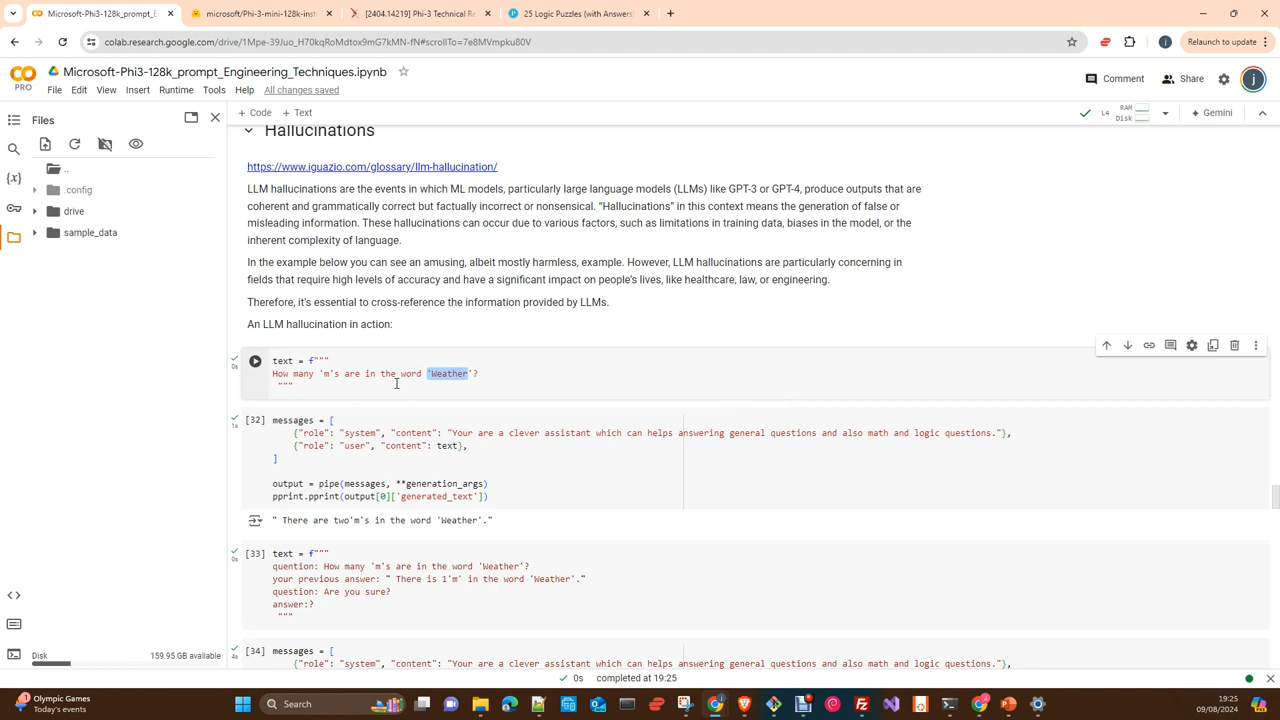 Microsoft-Phi3-128k_prompt_E
microsoft/Phi-3-mini-128k-inst
[2404.14219] Phi-3 Technical Re
25 Logic Puzzles (with Answers)
colab.research.google.com/drive/1Mpe-39Juo_H70kqRoMdtox9mG7kMN-fN#scrollTo=7e8MVmpku80V
Relaunch to update
Microsoft-Phi3-128k_prompt_Engineering_Techniques.ipynb
PRO
File Edit View Insert Runtime Tools Help All changes saved
Comment Share j
Files
+ Code + Text
L4 RAM Disk Gemini
..
.config
drive
sample_data
Hallucinations
https://www.iguazio.com/glossary/llm-hallucination/
LLM hallucinations are the events in which ML models, particularly large language models (LLMs) like GPT-3 or GPT-4, produce outputs that are
coherent and grammatically correct but factually incorrect or nonsensical. “Hallucinations” in this context means the generation of false or
misleading information. These hallucinations can occur due to various factors, such as limitations in training data, biases in the model, or the
inherent complexity of language.
In the example below you can see an amusing, albeit mostly harmless, example. However, LLM hallucinations are particularly concerning in
fields that require high levels of accuracy and have a significant impact on people's lives, like healthcare, law, or engineering.
Therefore, it's essential to cross-reference the information provided by LLMs.
An LLM hallucination in action:
0s
text = f"""
How many 'm's are in the word 'Weather'?
"""
1s
[32] messages = [
{"role": "system", "content": "Your are a clever assistant which can helps answering general questions and also math and logic questions."},
{"role": "user", "content": text},
]
output = pipe(messages, **generation_args)
pprint.pprint(output[0]['generated_text'])
" There are two'm's in the word 'Weather'."
0s
[33] text = f"""
quention: How many 'm's are in the word 'Weather'?
your previous answer: " There is 1'm' in the word 'Weather'."
question: Are you sure?
answer:?
"""
4s
[34] messages = [
{"role": "system", "content": "Your are a clever assistant which can helps answering general questions and also math and logic questions."},
Disk 159.95 GB available
0s completed at 19:25
Olympic Games
Today's events
Search
19:25
09/08/2024